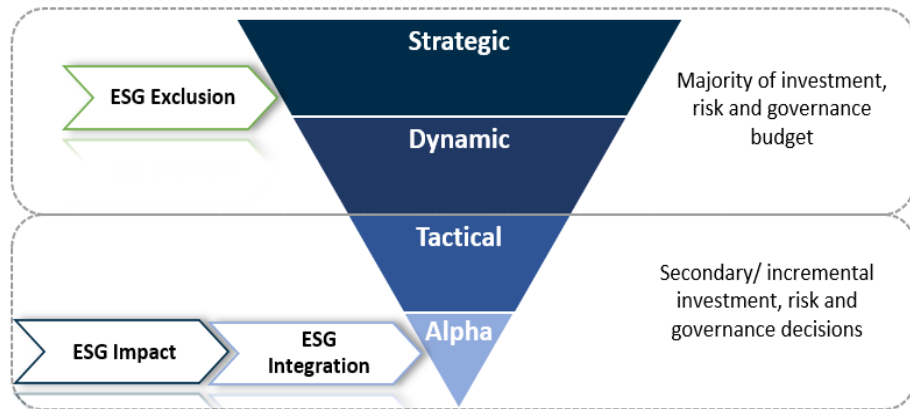 Strategic
ESG Exclusion
Majority of investment,
risk and governance
budget
Dynamic
Tactical
Secondary/ incremental
investment, risk and
governance decisions
Alpha
ESG Impact
ESG
Integration